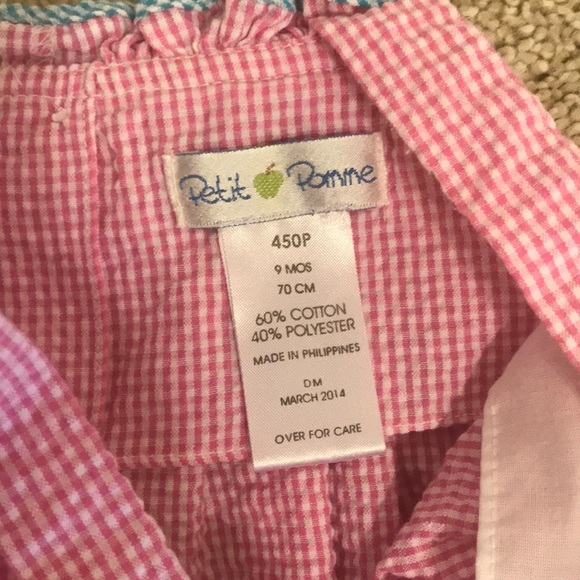 Petit Pomme
450P
9 MOS
70 CM
60% COTTON
40% POLYESTER
MADE IN PHILIPPINES
DM
MARCH 2014
OVER FOR CARE